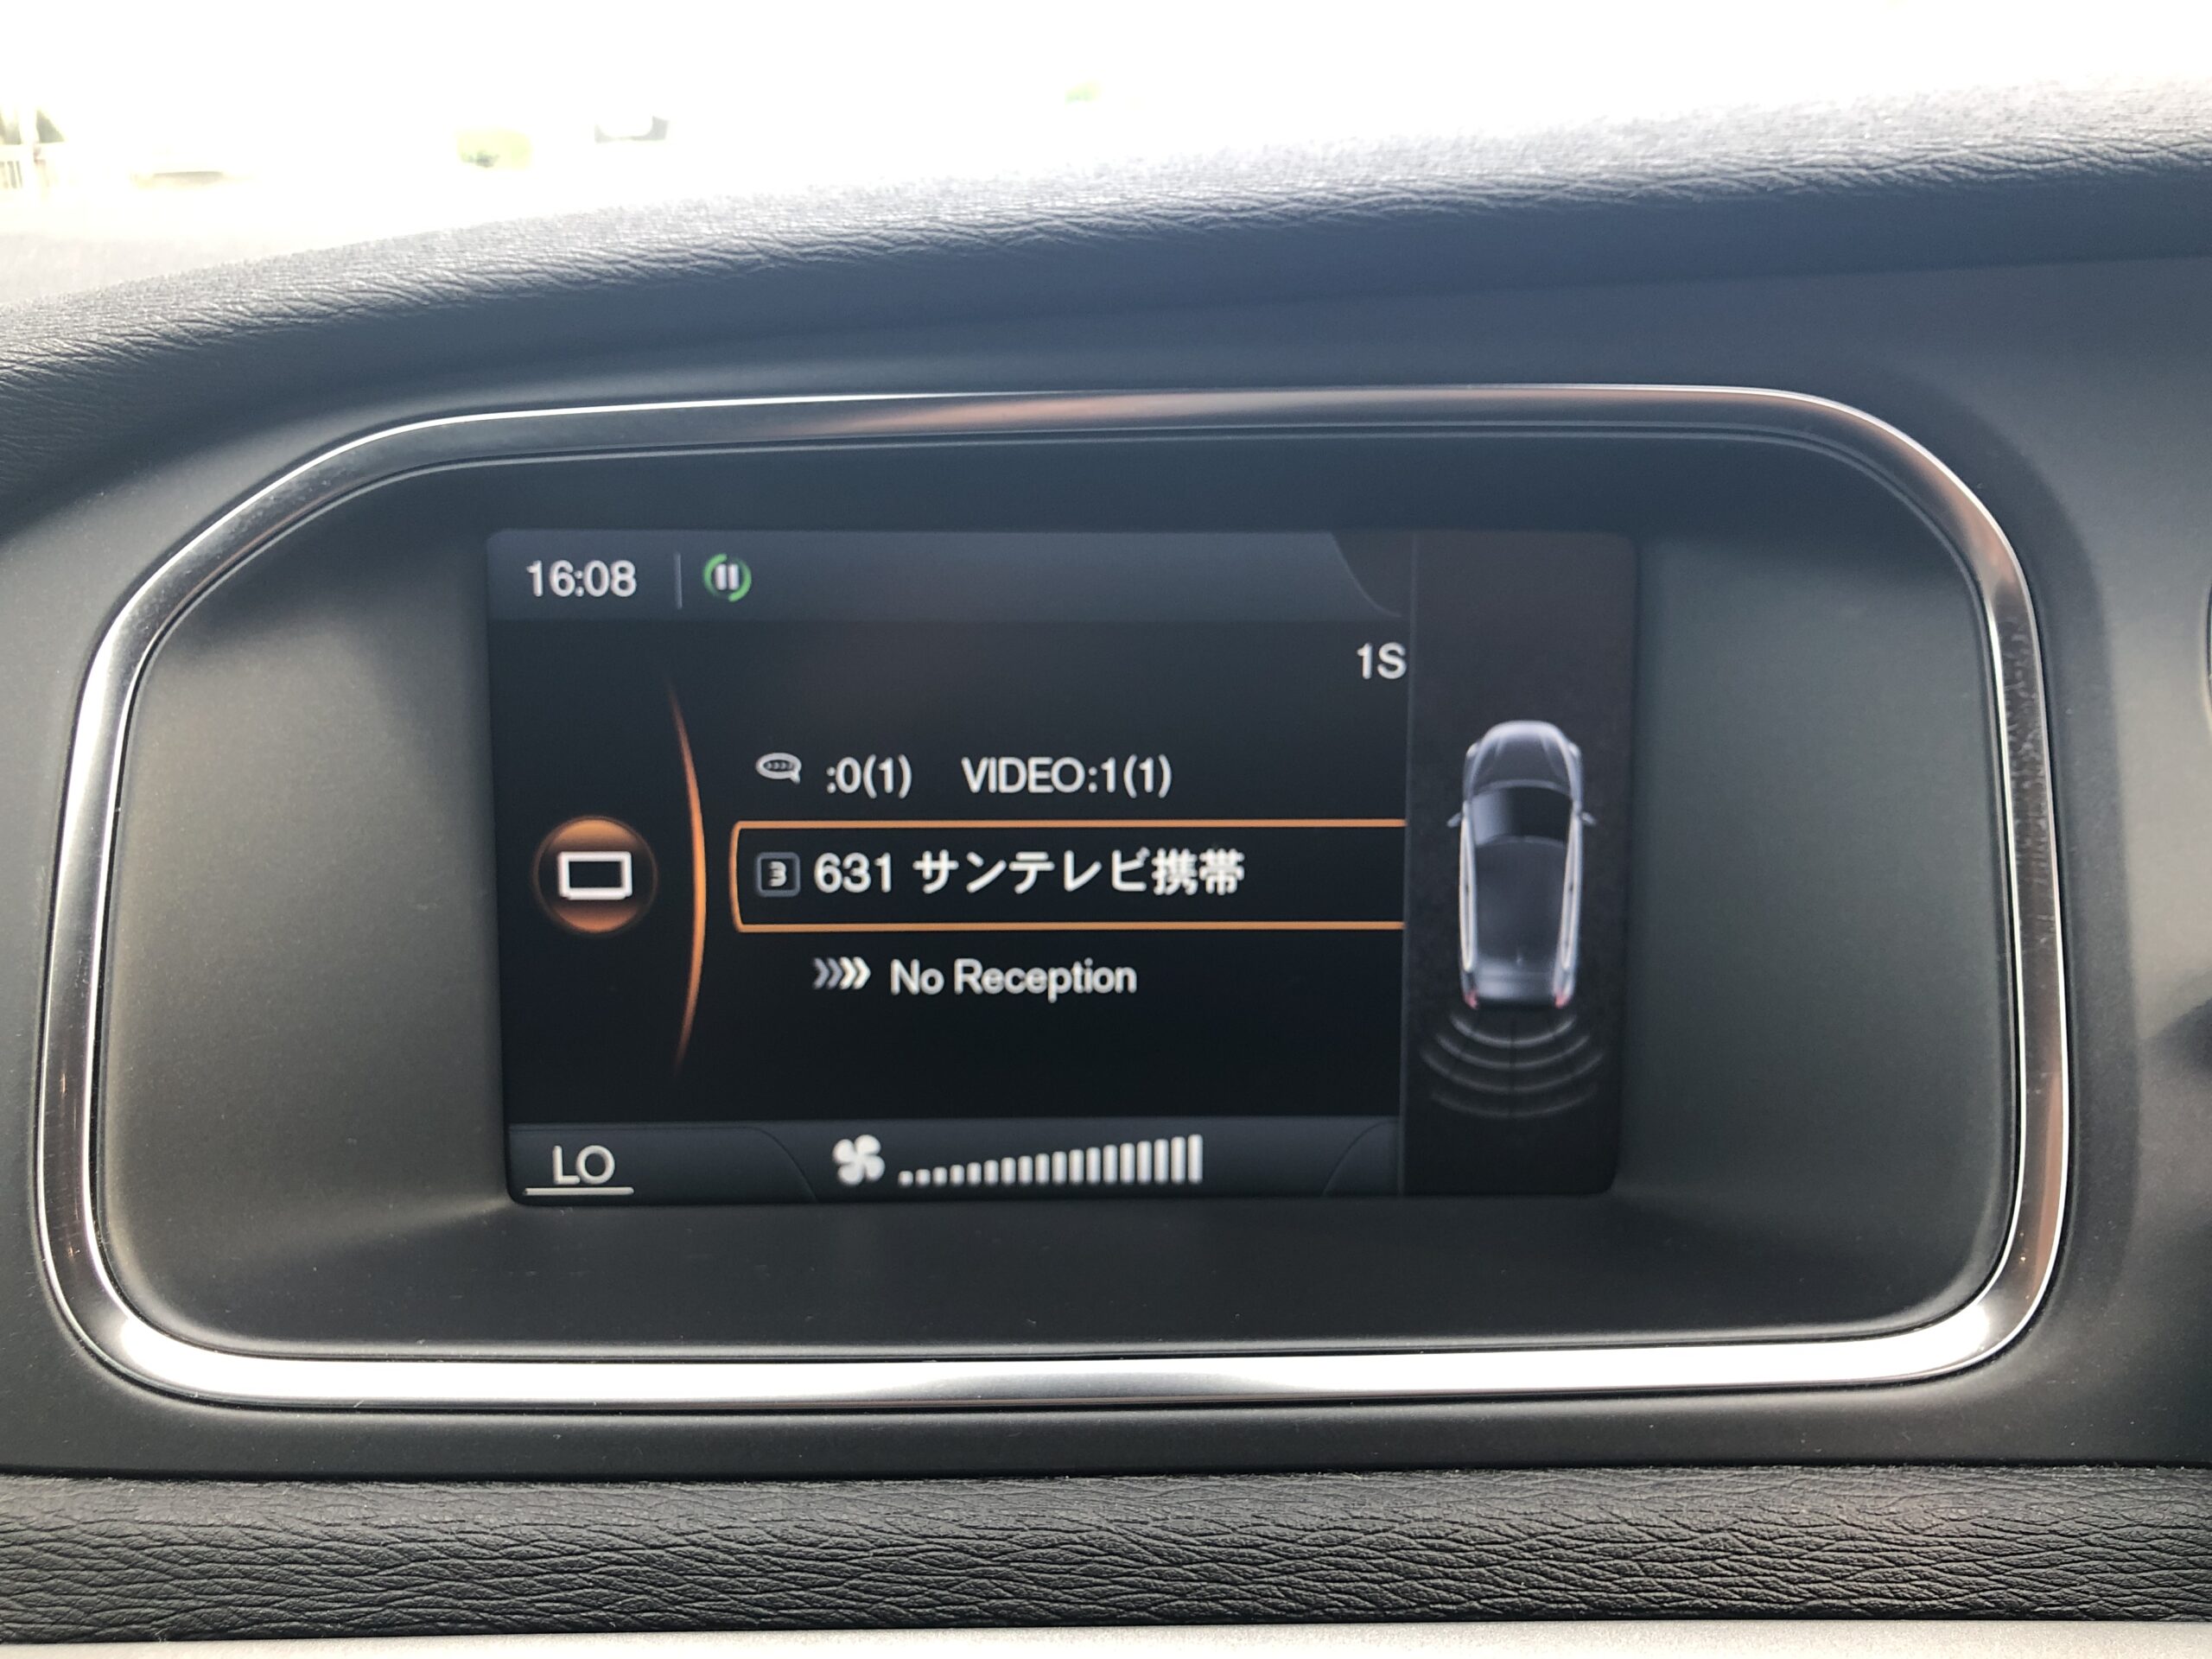 16:08
1S
:0(1) VIDEO:1(1)
3 631 サンテレビ携帯
No Reception
LO